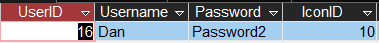 UserID Username Password IconID
16 Dan Password2 10